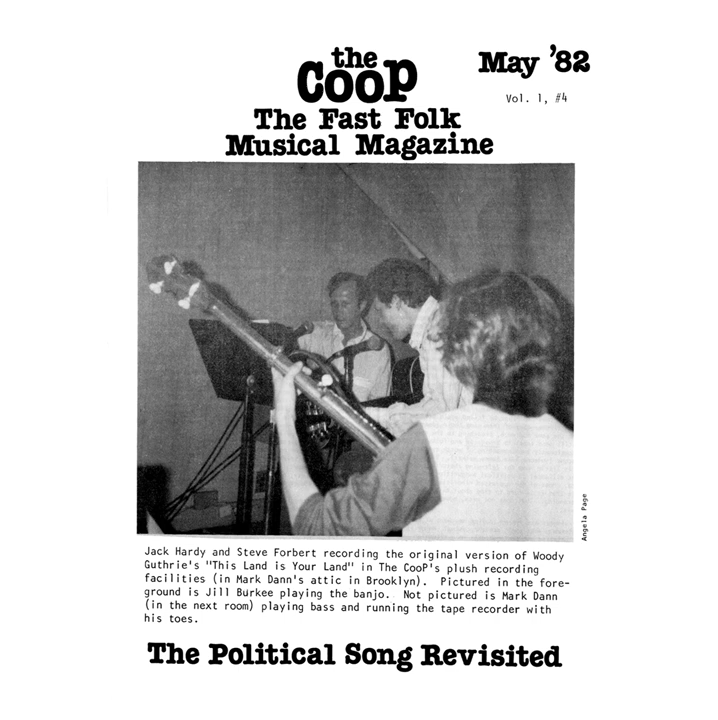 the
CooP
May '82
Vol. 1, #4
The Fast Folk
Musical Magazine
Angela Page
Jack Hardy and Steve Forbert recording the original version of Woody
Guthrie's "This Land is Your Land" in The CooP's plush recording
facilities (in Mark Dann's attic in Brooklyn). Pictured in the fore-
ground is Jill Burkee playing the banjo. Not pictured is Mark Dann
(in the next room) playing bass and running the tape recorder with
his toes.
The Political Song Revisited